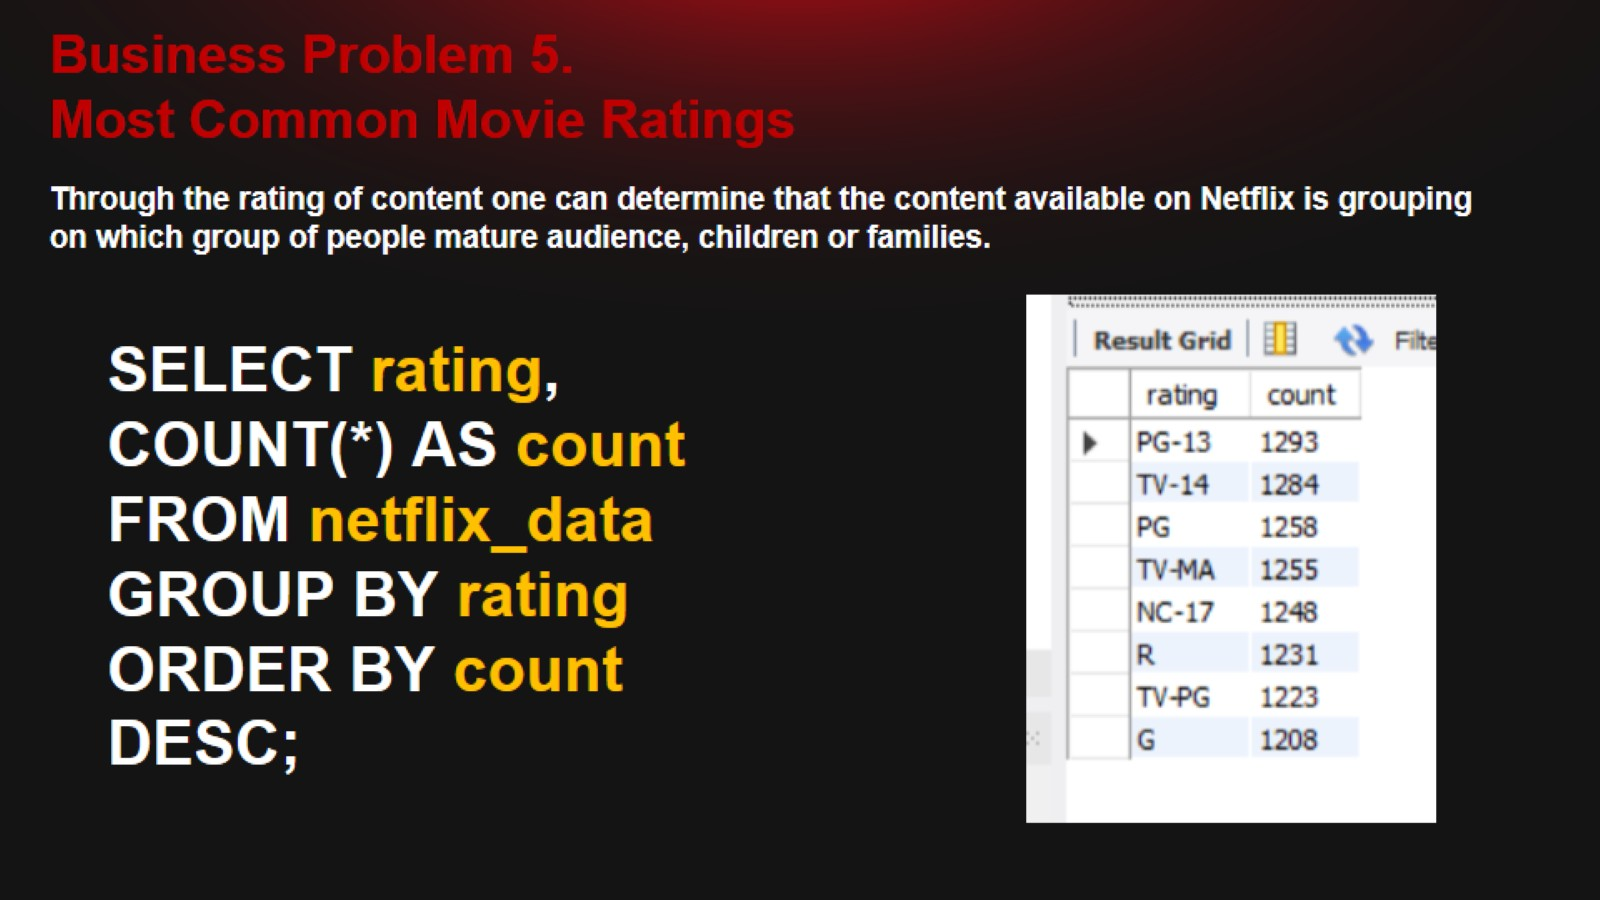 Business Problem 5.
Most Common Movie Ratings
Through the rating of content one can determine that the content available on Netflix is grouping
on which group of people mature audience, children or families.
SELECT rating,
COUNT(*) AS count
FROM netflix_data
GROUP BY rating
ORDER BY count
DESC;
Result Grid
rating count
PG-13 1293
TV-14 1284
PG 1258
TV-MA 1255
NC-17 1248
R 1231
TV-PG 1223
G 1208